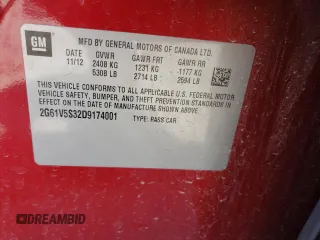 GM
MFD BY GENERAL MOTORS OF CANADA LTD.
DATE GVWR GAWR FRT GAWR RR
11/12 2408 KG 1231 KG 1177 KG
5308 LB 2714 LB 2594 LB
THIS VEHICLE CONFORMS TO ALL APPLICABLE U.S. FEDERAL MOTOR
VEHICLE SAFETY, BUMPER, AND THEFT PREVENTION STANDARDS IN
EFFECT ON THE DATE OF MANUFACTURE SHOWN ABOVE.
2G61V5S32D9174001 TYPE: PASS CAR
DREAMBID